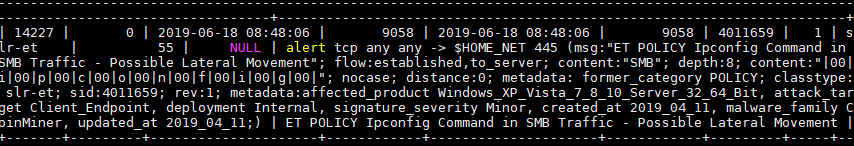 | 14227 | 0 | 2019-06-18 08:48:06 | 9058 | 2019-06-18 08:48:06 | 9058 | 4011659 | 1 | s
lr-et | 55 | NULL | alert tcp any any -> $HOME_NET 445 (msg:"ET POLICY Ipconfig Command in
SMB Traffic - Possible Lateral Movement"; flow:established,to_server; content:"SMB"; depth:8; content:"|00|
i|00|p|00|c|00|o|00|n|00|f|00|i|00|g|00|"; nocase; distance:0; metadata: former_category POLICY; classtype:
slr-et; sid:4011659; rev:1; metadata:affected_product Windows_XP_Vista_7_8_10_Server_32_64_Bit, attack_tar
get Client_Endpoint, deployment Internal, signature_severity Minor, created_at 2019_04_11, malware_family C
oinMiner, updated_at 2019_04_11;) | ET POLICY Ipconfig Command in SMB Traffic - Possible Lateral Movement |